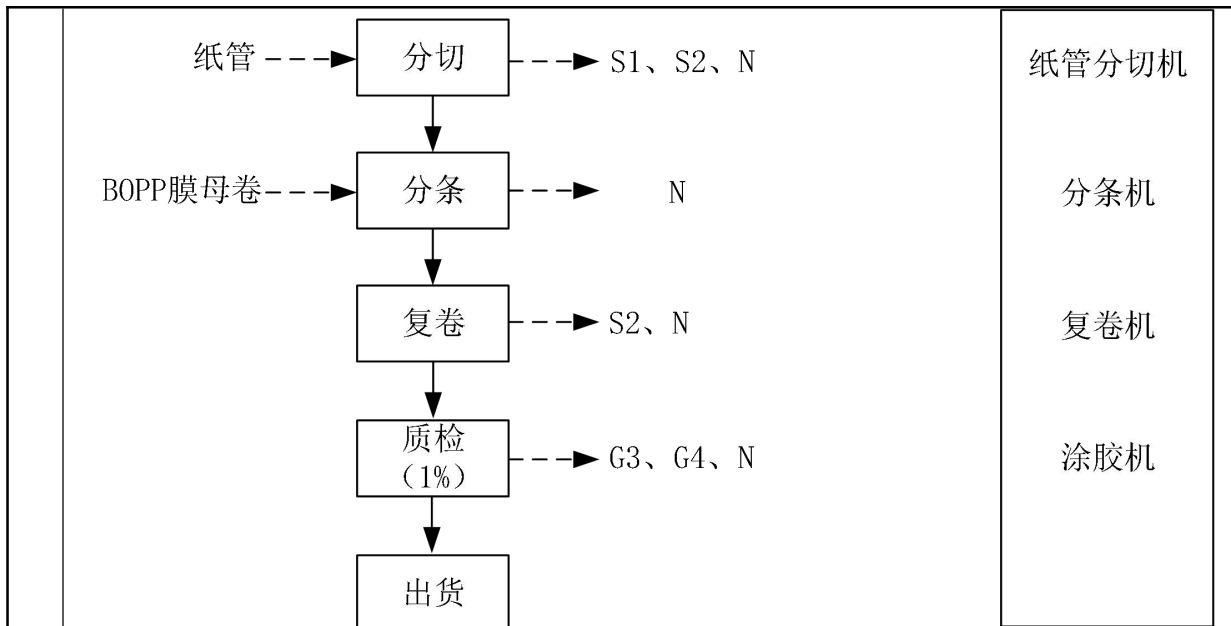 纸管
分切
S1、S2、N
纸管分切机
BOPP膜母卷
分条
N
分条机
复卷
S2、N
复卷机
质检
(1%)
G3、G4、N
涂胶机
出货